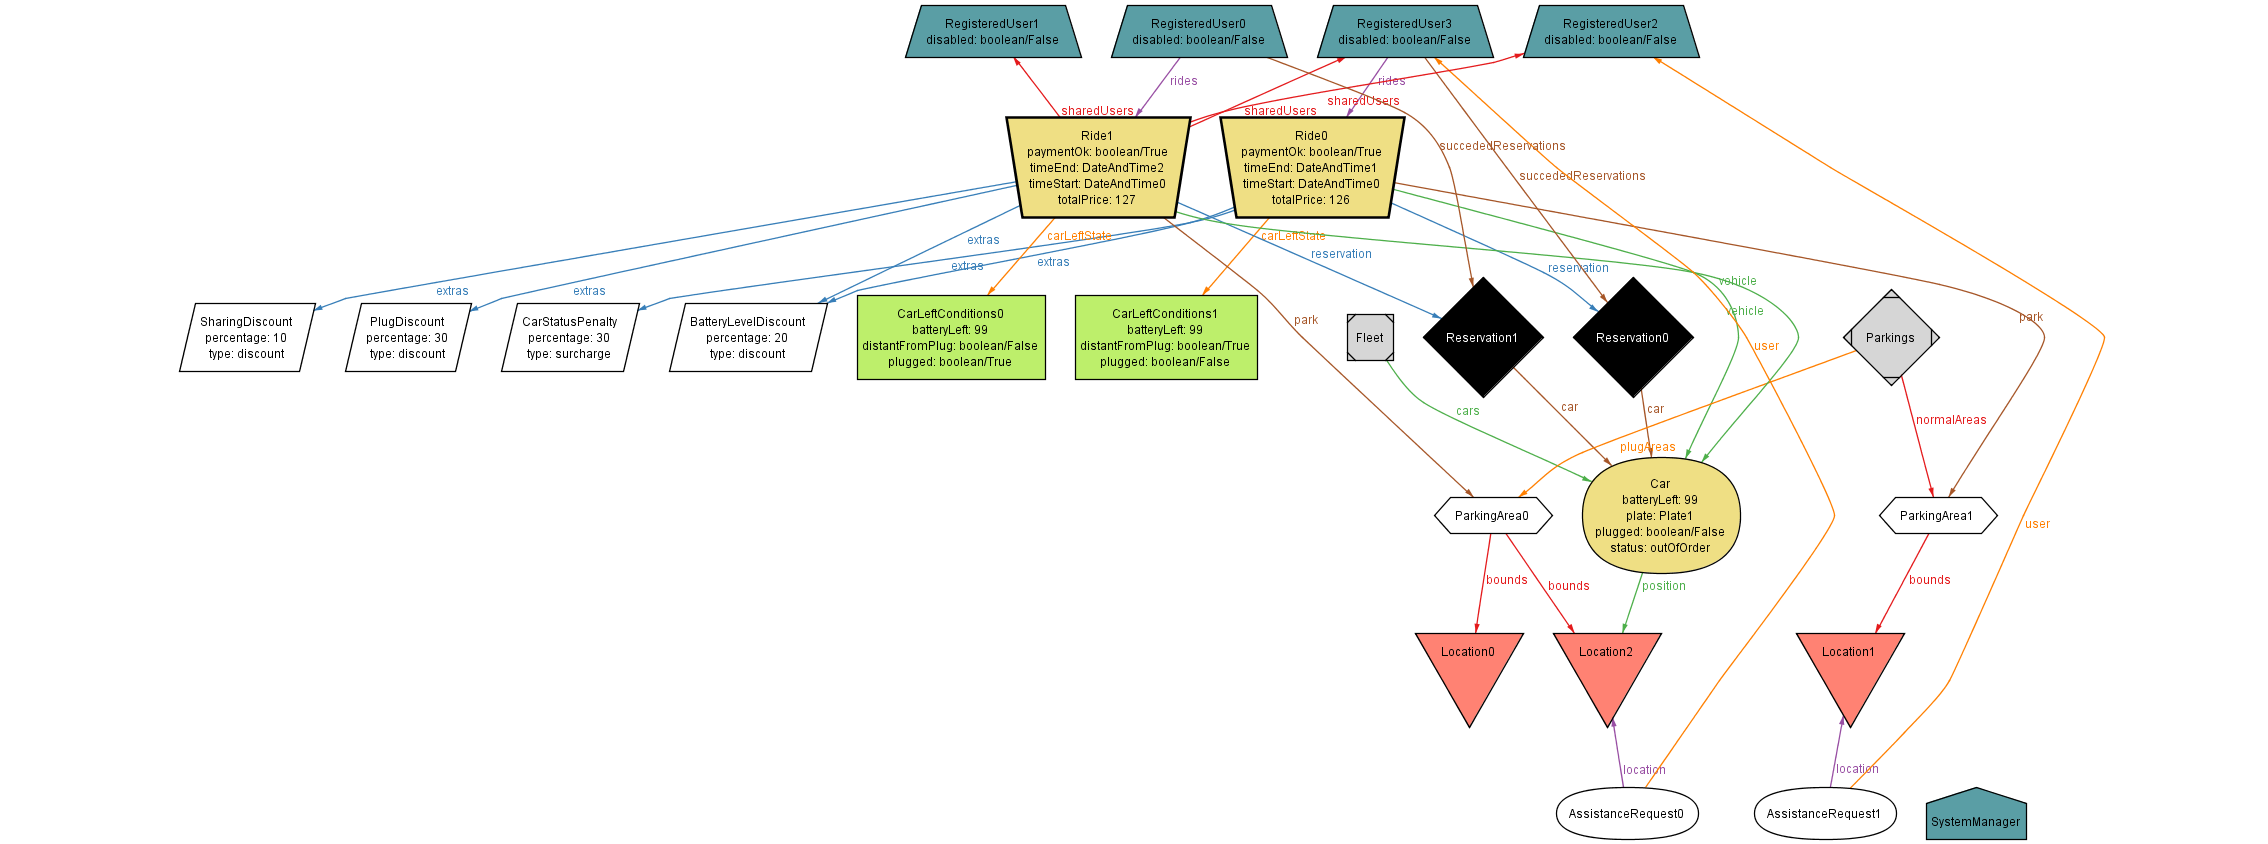 RegisteredUser1
disabled: boolean/False
RegisteredUser0
disabled: boolean/False
RegisteredUser3
disabled: boolean/False
RegisteredUser2
disabled: boolean/False
rides
rides
sharedUsers
sharedUsers
sharedUsers
Ride1
paymentOk: boolean/True
timeEnd: DateAndTime2
timeStart: DateAndTime0
totalPrice: 127
Ride0
paymentOk: boolean/True
timeEnd: DateAndTime1
timeStart: DateAndTime0
totalPrice: 126
succededReservations
succededReservations
extras
carLeftState
carLeftState
extras
extras
reservation
reservation
vehicle
extras
extras
vehicle
park
park
SharingDiscount
percentage: 10
type: discount
PlugDiscount
percentage: 30
type: discount
CarStatusPenalty
percentage: 30
type: surcharge
BatteryLevelDiscount
percentage: 20
type: discount
CarLeftConditions0
batteryLeft: 99
distantFromPlug: boolean/False
plugged: boolean/True
CarLeftConditions1
batteryLeft: 99
distantFromPlug: boolean/True
plugged: boolean/False
Fleet
Reservation1
Reservation0
user
Parkings
cars
car
car
normalAreas
plugAreas
ParkingArea0
Car
batteryLeft: 99
plate: Plate1
plugged: boolean/False
status: outOfOrder
ParkingArea1
user
bounds
bounds
position
bounds
Location0
Location2
Location1
location
location
AssistanceRequest0
AssistanceRequest1
SystemManager